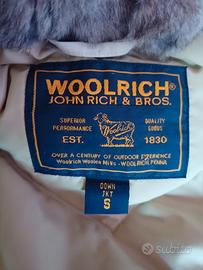 WOOLRICH®
JOHN RICH & BROS.
SUPERIOR PERFORMANCE
QUALITY GOODS
Woolrich
EST. 1830
OVER A CENTURY OF OUTDOOR EXPERIENCE
Woolrich Woolen Mills - WOOLRICH, PENNA
DOWN
JKT
S
Subito